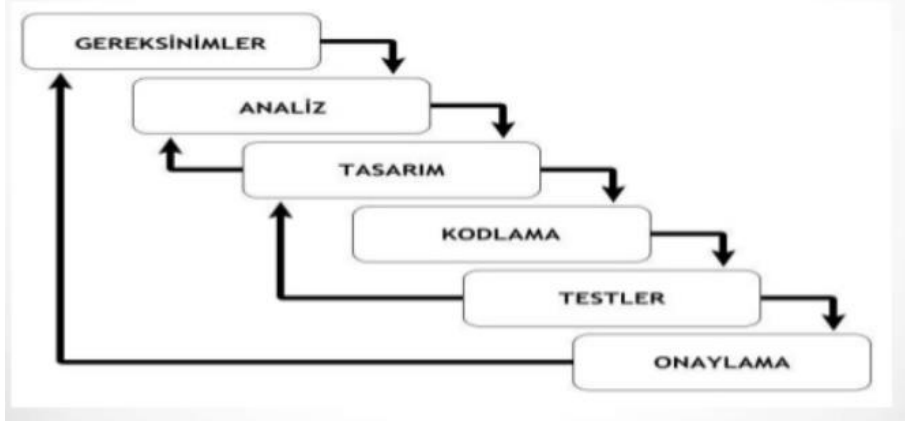 GEREKSİNİMLER
ANALİZ
TASARIM
KODLAMA
TESTLER
ONAYLAMA